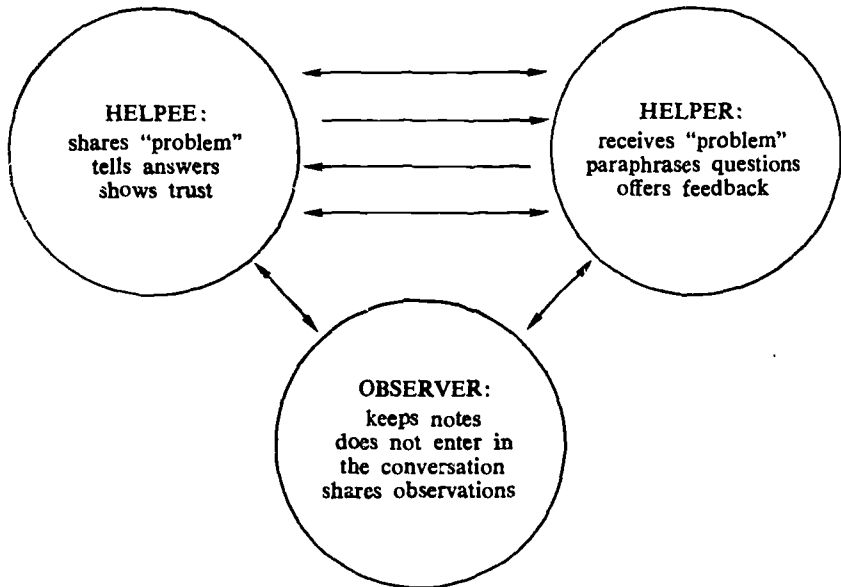 HELPEE:
shares “problem”
tells answers
shows trust
HELPER:
receives “problem”
paraphrases questions
offers feedback
OBSERVER:
keeps notes
does not enter in
the conversation
shares observations